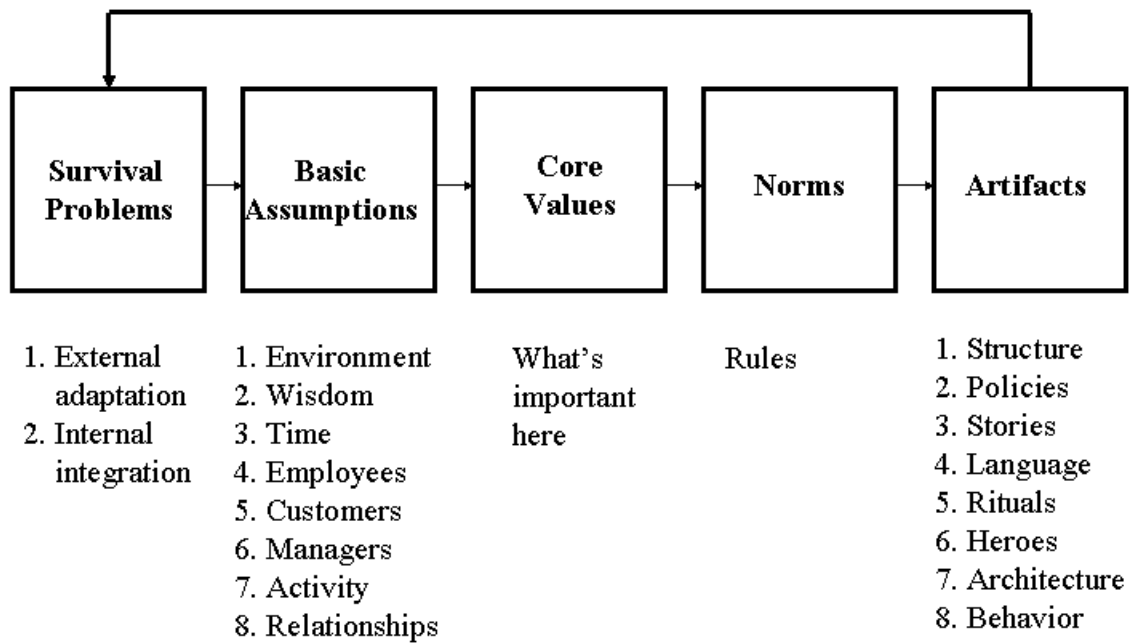 Survival
Problems
Basic
Assumptions
Core
Values
Norms
Artifacts
1. External
adaptation
2. Internal
integration
1. Environment
2. Wisdom
3. Time
4. Employees
5. Customers
6. Managers
7. Activity
8. Relationships
What’s
important
here
Rules
1. Structure
2. Policies
3. Stories
4. Language
5. Rituals
6. Heroes
7. Architecture
8. Behavior